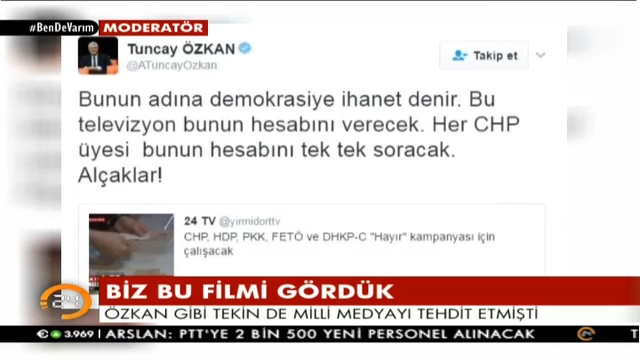 #BenDeVarım
MODERATÖR
Tuncay ÖZKAN
@ATuncayOzkan
Takip et
Bunun adına demokrasiye ihanet denir. Bu
televizyon bunun hesabını verecek. Her CHP
üyesi bunun hesabını tek tek soracak.
Alçaklar!
24 TV @yirmidorttv
CHP, HDP, PKK, FETÖ ve DHKP-C "Hayır" kampanyası için
çalışacak
24
BİZ BU FİLMİ GÖRDÜK
ÖZKAN GİBİ TEKİN DE MİLLİ MEDYAYI TEHDİT ETMİŞTİ
€ 3.969 ARSLAN: PTT'YE 2 BİN 500 YENİ PERSONEL ALINACAK